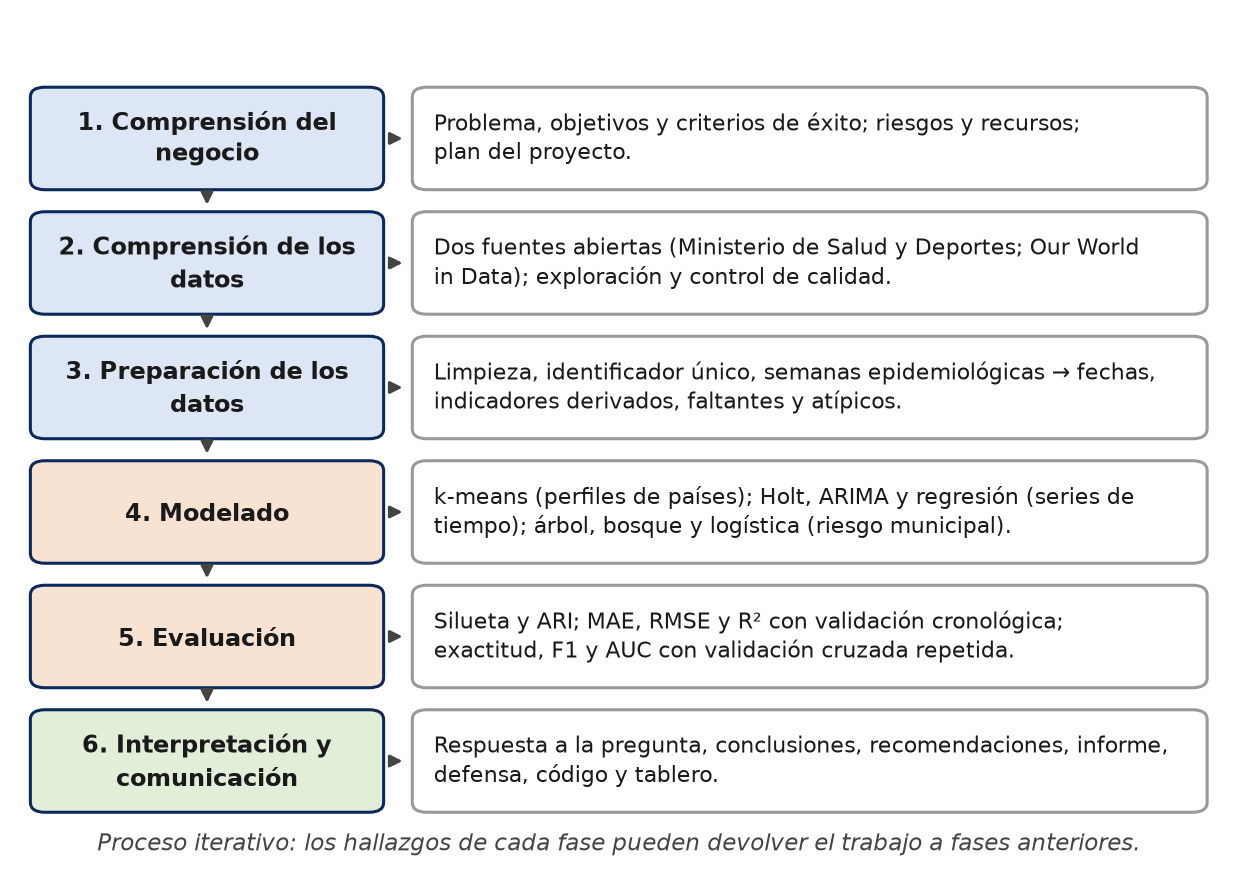 1. Comprensión del
negocio
Problema, objetivos y criterios de éxito; riesgos y recursos;
plan del proyecto.
2. Comprensión de los
datos
Dos fuentes abiertas (Ministerio de Salud y Deportes; Our World
in Data); exploración y control de calidad.
3. Preparación de los
datos
Limpieza, identificador único, semanas epidemiológicas → fechas,
indicadores derivados, faltantes y atípicos.
4. Modelado
k-means (perfiles de países); Holt, ARIMA y regresión (series de
tiempo); árbol, bosque y logística (riesgo municipal).
5. Evaluación
Silueta y ARI; MAE, RMSE y R² con validación cronológica;
exactitud, F1 y AUC con validación cruzada repetida.
6. Interpretación y
comunicación
Respuesta a la pregunta, conclusiones, recomendaciones, informe,
defensa, código y tablero.
Proceso iterativo: los hallazgos de cada fase pueden devolver el trabajo a fases anteriores.